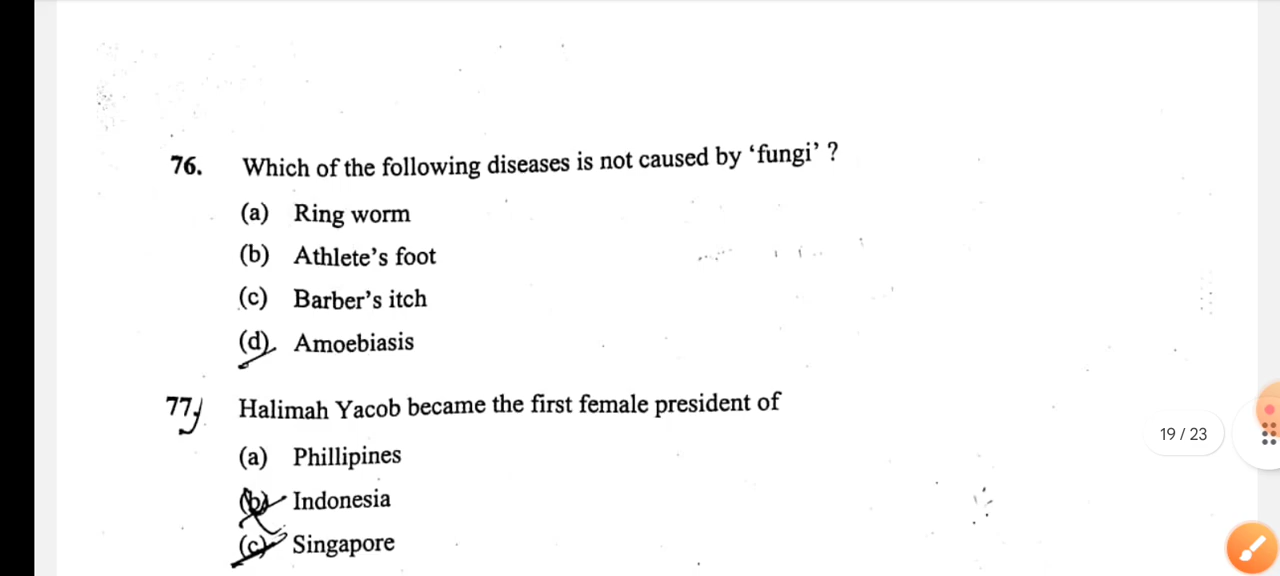 76. Which of the following diseases is not caused by ‘fungi’ ?
(a) Ring worm
(b) Athlete’s foot
(c) Barber’s itch
(d) Amoebiasis
77. Halimah Yacob became the first female president of
(a) Phillipines
(b) Indonesia
(c) Singapore
19 / 23